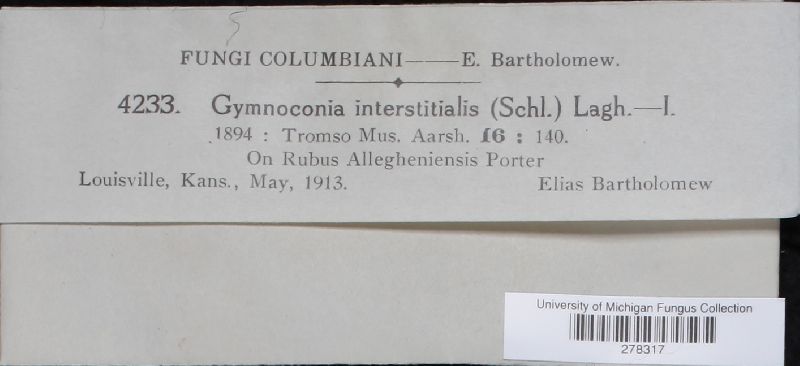 FUNGI COLUMBIANI——E. Bartholomew.
4233. Gymnoconia interstitialis (Schl.) Lagh.—I.
1894 : Tromso Mus. Aarsh. 16 : 140.
On Rubus Allegheniensis Porter
Louisville, Kans., May, 1913. Elias Bartholomew
University of Michigan Fungus Collection
278317